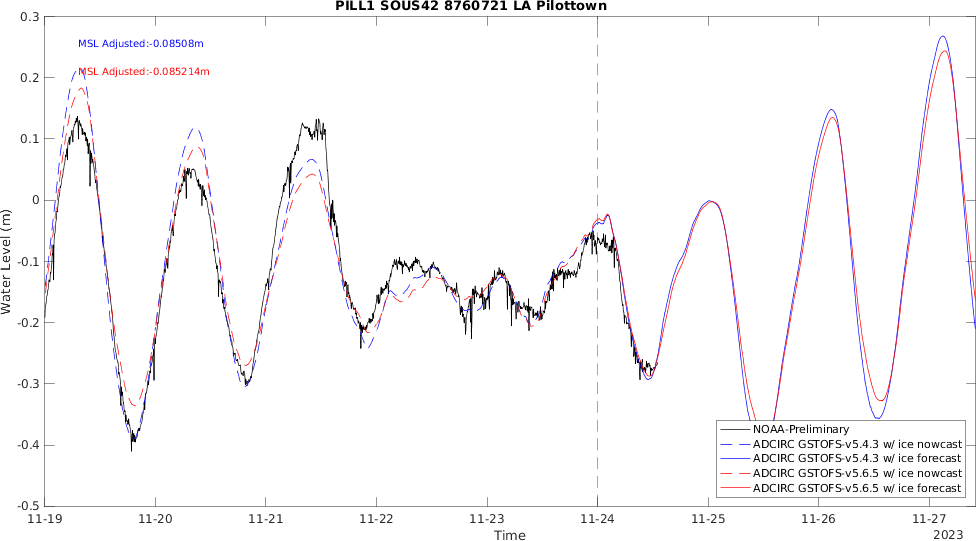 PILL1 SOUS42 8760721 LA Pilottown
MSL Adjusted:-0.08508m
MSL Adjusted:-0.085214m
0.3
0.2
0.1
0
-0.1
-0.2
-0.3
-0.4
-0.5
Water Level (m)
NOAA-Preliminary
ADCIRC GSTOFS-v5.4.3 w/ ice nowcast
ADCIRC GSTOFS-v5.4.3 w/ ice forecast
ADCIRC GSTOFS-v5.6.5 w/ ice nowcast
ADCIRC GSTOFS-v5.6.5 w/ ice forecast
11-19 11-20 11-21 11-22 11-23 11-24 11-25 11-26 11-27
Time
2023